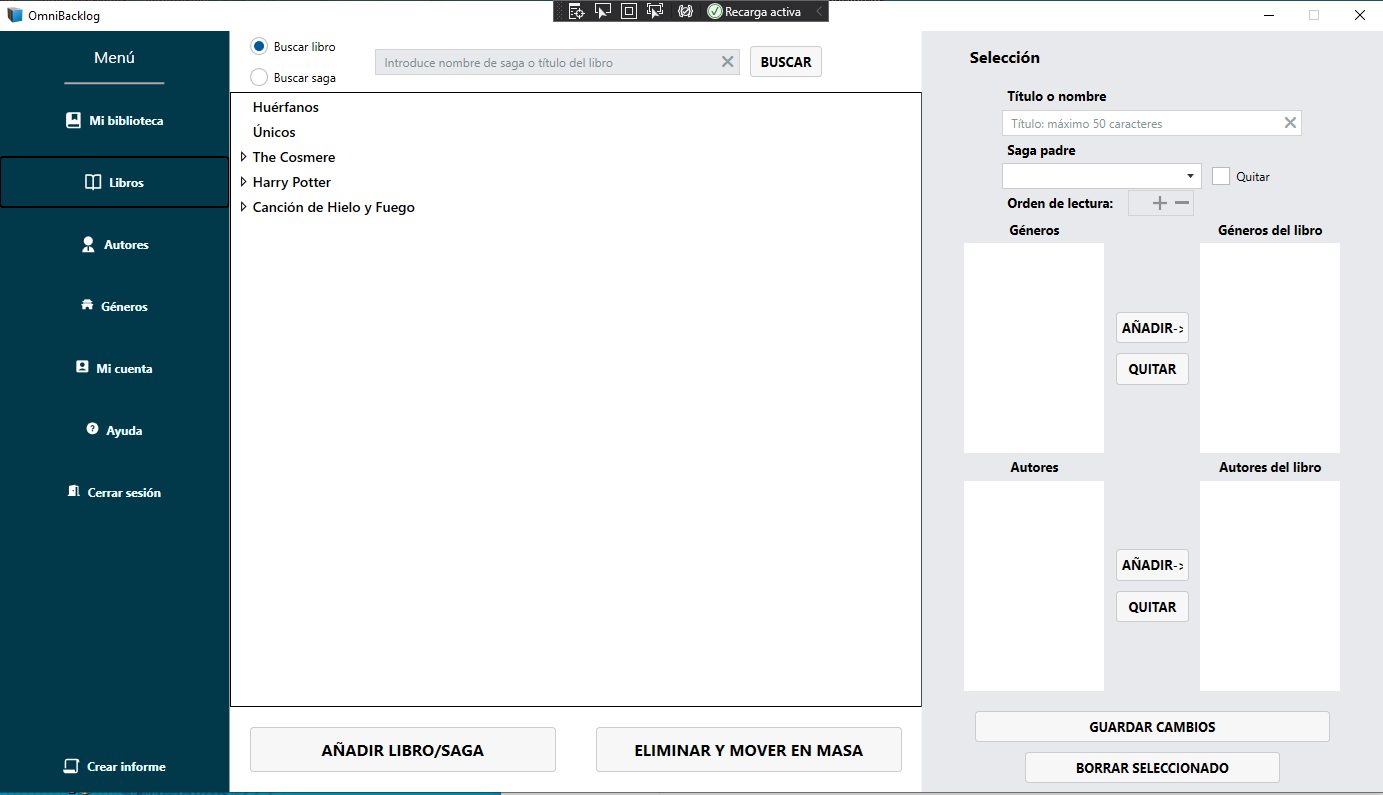 OmniBacklog
Recarga activa
Menú
Mi biblioteca
Libros
Autores
Géneros
Mi cuenta
Ayuda
Cerrar sesión
Crear informe
Buscar libro
Buscar saga
Introduce nombre de saga o título del libro
BUSCAR
Huérfanos
Únicos
The Cosmere
Harry Potter
Canción de Hielo y Fuego
AÑADIR LIBRO/SAGA
ELIMINAR Y MOVER EN MASA
Selección
Título o nombre
Título: máximo 50 caracteres
Saga padre
Quitar
Orden de lectura:
Géneros
Géneros del libro
AÑADIR->
QUITAR
Autores
Autores del libro
AÑADIR->
QUITAR
GUARDAR CAMBIOS
BORRAR SELECCIONADO